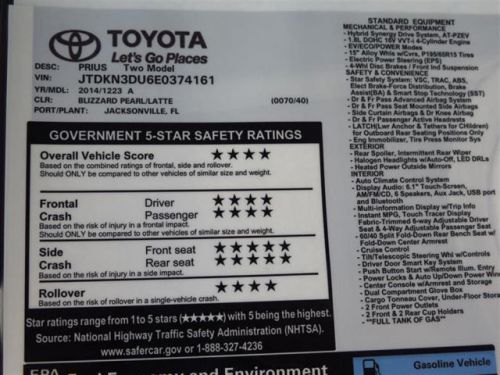 TOYOTA
Let's Go Places
DESC: PRIUS Two Model
VIN: JTDKN3DU6E0374161
YR/MDL: 2014/1223 A
CLR: BLIZZARD PEARL/LATTE (0070/40)
PORT/PLANT: JACKSONVILLE, FL
GOVERNMENT 5-STAR SAFETY RATINGS
Overall Vehicle Score ★★★★
Based on the combined ratings of frontal, side and rollover.
Should ONLY be compared to other vehicles of similar size and weight.
Frontal Driver ★★★★
Crash Passenger ★★★★
Based on risk of injury in a frontal impact.
Should ONLY be compared to other vehicles of similar size and weight.
Side Front seat ★★★★★
Crash Rear seat ★★★★★
Based on the risk of injury in a side impact.
Rollover ★★★★
Based on risk of rollover in a single-vehicle crash.
Star ratings range from 1 to 5 stars (★★★★★) with 5 being the highest.
Source: National Highway Traffic Safety Administration (NHTSA).
www.safercar.gov or 1-888-327-4236
STANDARD EQUIPMENT
MECHANICAL & PERFORMANCE
- Hybrid Synergy Drive System, AT-PZEV
- 1.8L DOHC 16V VVT-i 4-Cylinder Engine
- EV/ECO/POWER Modes
- 15" Alloy Whls w/Cvrs, P195/65R15 Tires
- Electric Power Steering (EPS)
- 4-Whl Disc Brakes / Front Ind Suspension
SAFETY & CONVENIENCE
- Star Safety System: VSC, TRAC, ABS,
Elect Brake-Force Distribution, Brake
Assist(BA) & Smart Stop Technology (SST)
- Dr & Fr Pass Advanced Airbag System
- Dr & Fr Pass Seat Mounted Side Airbags
- Side Curtain Airbags & Dr Knee Airbag
- Dr & Fr Passenger Active Headrests
- LATCH(Lwr Anchor & Tethers for CHildren)
for Outboard Rear Seating Positions Only
- Eng Immobilizer, Tire Press Monitor Sys
EXTERIOR
- Rear Spoiler, Intermittent Rear Wiper
- Halogen Headlights w/Auto-Off, LED DRLs
- Heated Power Outside Mirrors
INTERIOR
- Auto Climate Control System
- Display Audio: 6.1" Touch-Screen,
AM/FM/CD, 6 Speakers, Aux Jack, USB port
and Bluetooth
- Multi-information Display w/Trip Info
- Instant MPG, Touch Tracer Display
- Fabric-Trimmed 6-way Adjustable Driver
Seat & 4-Way Adjustable Passenger Seat
- 60/40 Split Fold-Down Rear Bench Seat w/
Fold-Down Center Armrest
- Cruise Control
- Tilt/Telescopic Steering Whl w/Controls
- Driver Door Smart Key System
- Push Button Start w/Remote Illum. Entry
- Power Locks & Auto Up/Down Power Wind
- Center Console w/Armrest and Storage
- Dual Compartment Glove Box
- Cargo Tonneau Cover, Under-Floor Stora
- 2 Front Power Outlets
- 2 Front & 2 Rear Cup Holders
**FULL TANK OF GAS**
EPA Fuel Economy and Environment
Gasoline Vehicle